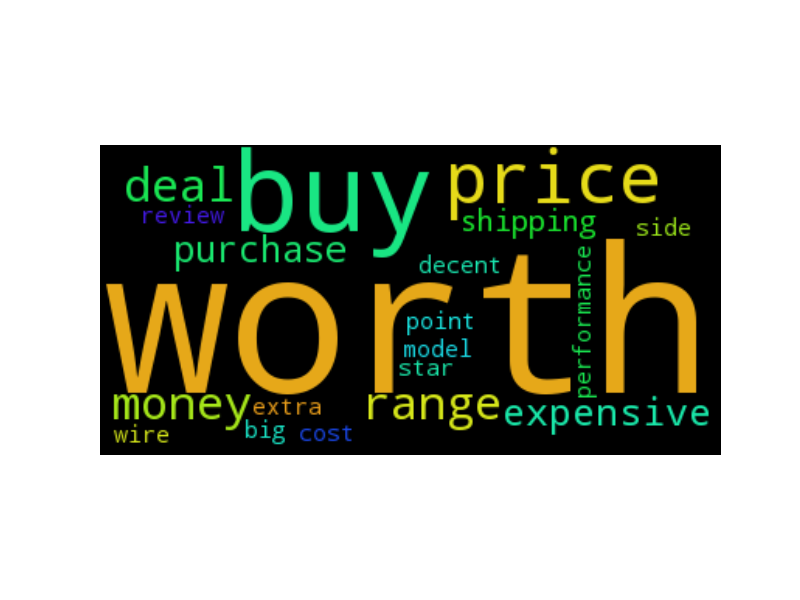 buy
price
deal
review
shipping
side
purchase
decent
worth
performance
point
model
star
money
extra
range
expensive
wire
big
cost